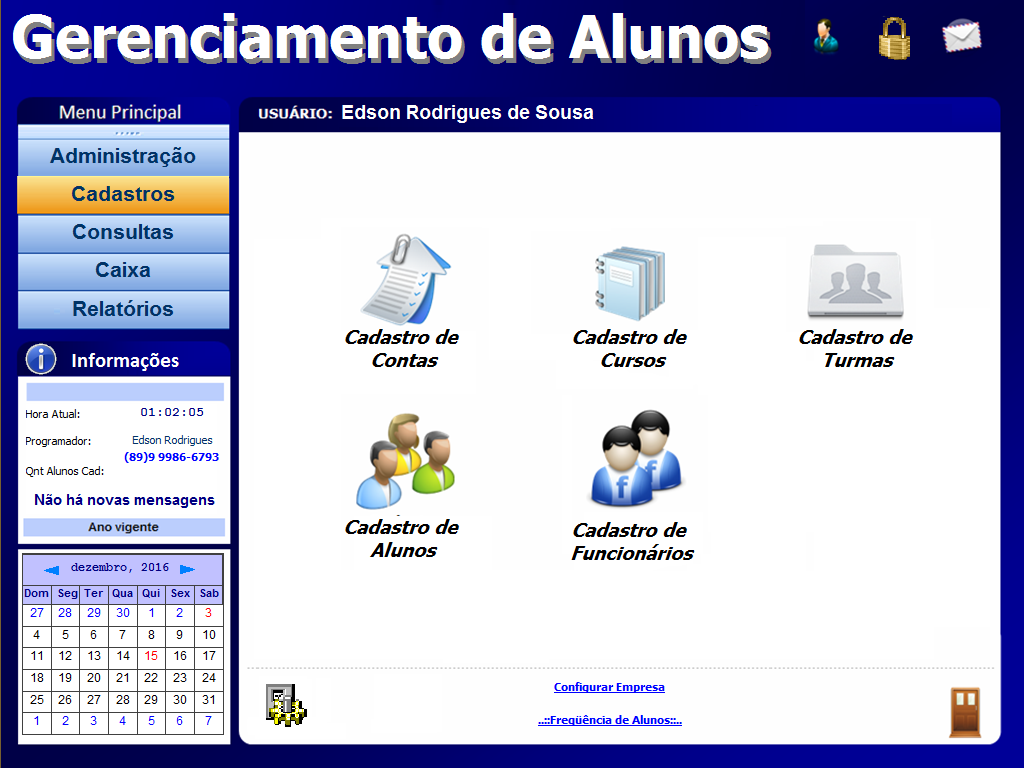 Gerenciamento de Alunos
Menu Principal
Administração
Cadastros
Consultas
Caixa
Relatórios
Informações
Hora Atual: 01:02:05
Programador: Edson Rodrigues
(89)9 9986-6793
Qnt Alunos Cad:
Não há novas mensagens
Ano vigente
dezembro, 2016
Dom Seg Ter Qua Qui Sex Sab
27 28 29 30 1 2 3
4 5 6 7 8 9 10
11 12 13 14 15 16 17
18 19 20 21 22 23 24
25 26 27 28 29 30 31
1 2 3 4 5 6 7
USUÁRIO: Edson Rodrigues de Sousa
Cadastro de
Contas
Cadastro de
Cursos
Cadastro de
Turmas
Cadastro de
Alunos
Cadastro de
Funcionários
Configurar Empresa
..::Freqüência de Alunos::..